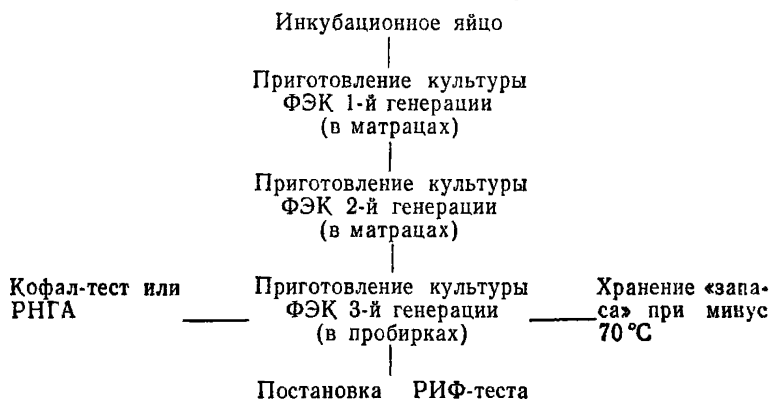 Инкубационное яйцо
Приготовление культуры
ФЭК 1-й генерации
(в матрацах)
Приготовление культуры
ФЭК 2-й генерации
(в матрацах)
Кофал-тест или
РНГА
Приготовление культуры
ФЭК 3-й генерации
(в пробирках)
Хранение «запа-
са» при минус
70 °С
Постановка РИФ-теста